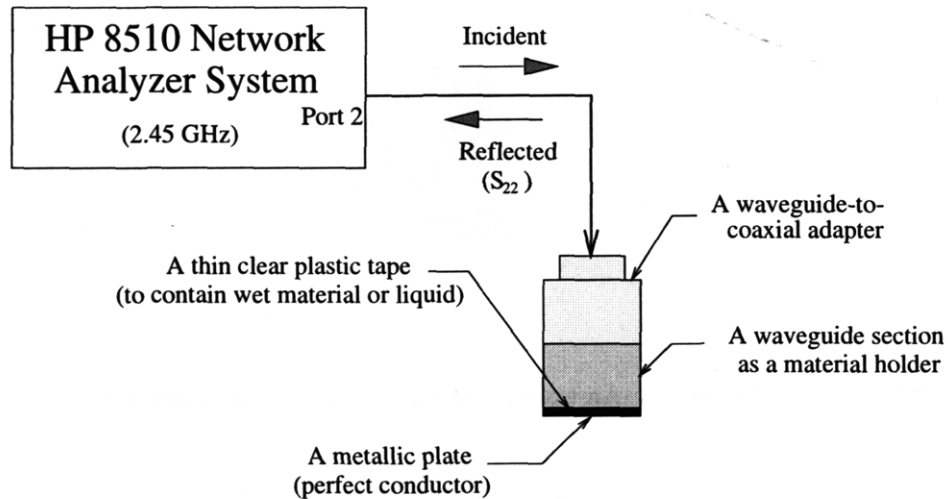 HP 8510 Network
Analyzer System
Port 2
(2.45 GHz)
Incident
Reflected
(S22)
A waveguide-to-
coaxial adapter
A thin clear plastic tape
(to contain wet material or liquid)
A waveguide section
as a material holder
A metallic plate
(perfect conductor)